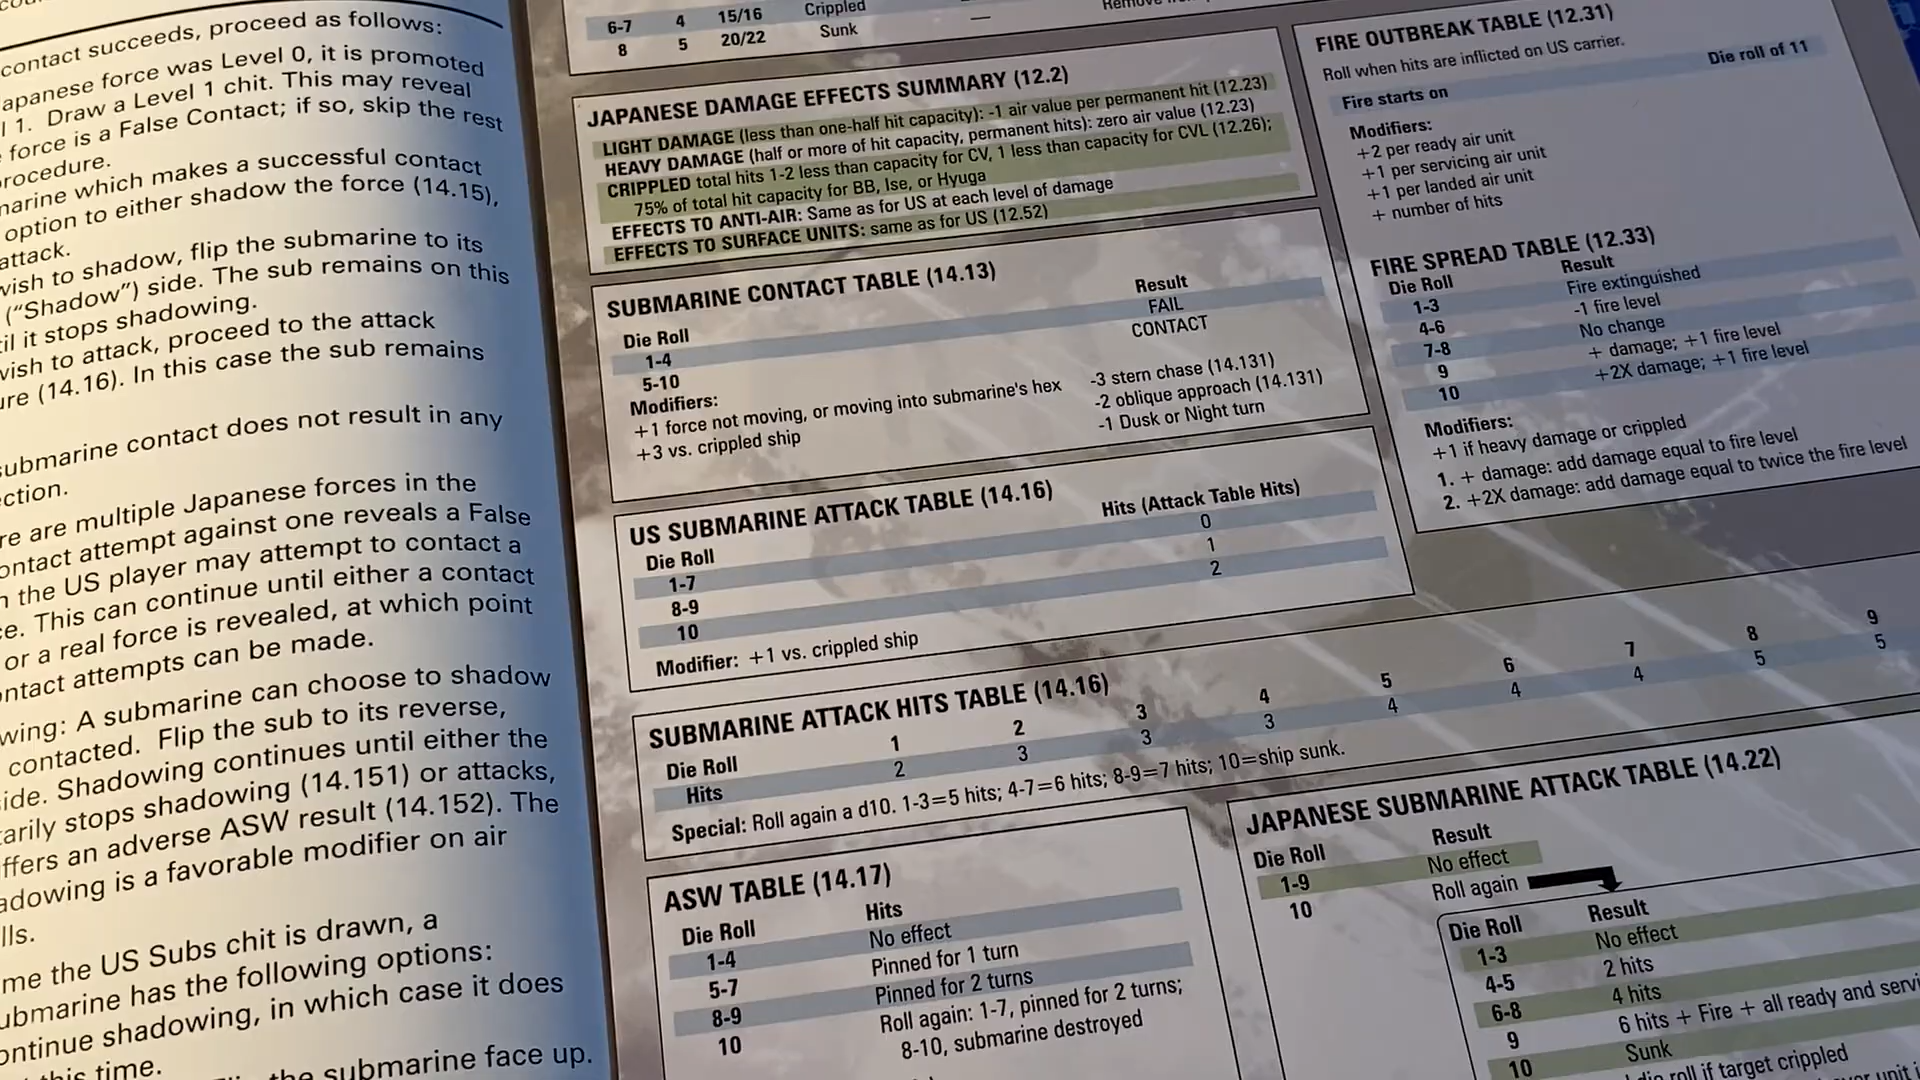 contact succeeds, proceed as follows:
apanese force was Level 0, it is promoted
l 1. Draw a Level 1 chit. This may reveal
force is a False Contact; if so, skip the rest
rocedure.
marine which makes a successful contact
option to either shadow the force (14.15),
attack.
wish to shadow, flip the submarine to its
("Shadow") side. The sub remains on this
til it stops shadowing.
wish to attack, proceed to the attack
ure (14.16). In this case the sub remains
submarine contact does not result in any
ection.
re are multiple Japanese forces in the
ontact attempt against one reveals a False
n the US player may attempt to contact a
ce. This can continue until either a contact
or a real force is revealed, at which point
ontact attempts can be made.
wing: A submarine can choose to shadow
contacted. Flip the sub to its reverse,
ide. Shadowing continues until either the
tarily stops shadowing (14.151) or attacks,
ffers an adverse ASW result (14.152). The
adowing is a favorable modifier on air
lls.
me the US Subs chit is drawn, a
ubmarine has the following options:
ontinue shadowing, in which case it does
this time.
the submarine face up.
6-7 4 15/16 Crippled
8 5 20/22 Sunk —
JAPANESE DAMAGE EFFECTS SUMMARY (12.2)
LIGHT DAMAGE (less than one-half hit capacity): -1 air value per permanent hit (12.23)
HEAVY DAMAGE (half or more of hit capacity, permanent hits): zero air value (12.23)
CRIPPLED total hits 1-2 less than capacity for CV, 1 less than capacity for CVL (12.26);
75% of total hit capacity for BB, Ise, or Hyuga
EFFECTS TO ANTI-AIR: Same as for US at each level of damage
EFFECTS TO SURFACE UNITS: same as for US (12.52)
SUBMARINE CONTACT TABLE (14.13)
Die Roll Result
1-4 FAIL
5-10 CONTACT
Modifiers:
+1 force not moving, or moving into submarine's hex
+3 vs. crippled ship
-3 stern chase (14.131)
-2 oblique approach (14.131)
-1 Dusk or Night turn
US SUBMARINE ATTACK TABLE (14.16)
Die Roll Hits (Attack Table Hits)
1-7 0
8-9 1
10 2
Modifier: +1 vs. crippled ship
SUBMARINE ATTACK HITS TABLE (14.16)
Die Roll 1 2 3 4 5 6 7 8 9
Hits 2 3 3 3 4 4 4 5 5
Special: Roll again a d10. 1-3=5 hits; 4-7=6 hits; 8-9=7 hits; 10=ship sunk.
ASW TABLE (14.17)
Die Roll Hits
1-4 No effect
5-7 Pinned for 1 turn
8-9 Pinned for 2 turns
10 Roll again: 1-7, pinned for 2 turns;
8-10, submarine destroyed
FIRE OUTBREAK TABLE (12.31)
Roll when hits are inflicted on US carrier.
Fire starts on Die roll of 11
Modifiers:
+2 per ready air unit
+1 per servicing air unit
+1 per landed air unit
+ number of hits
FIRE SPREAD TABLE (12.33)
Die Roll Result
1-3 Fire extinguished
4-6 -1 fire level
7-8 No change
9 + damage; +1 fire level
10 +2X damage; +1 fire level
Modifiers:
+1 if heavy damage or crippled
1. + damage: add damage equal to fire level
2. +2X damage: add damage equal to twice the fire level
JAPANESE SUBMARINE ATTACK TABLE (14.22)
Die Roll Result
1-9 No effect
10 Roll again
Die Roll Result
1-3 No effect
4-5 2 hits
6-8 4 hits
9 6 hits + Fire + all ready and servi
10 Sunk
die roll if target crippled